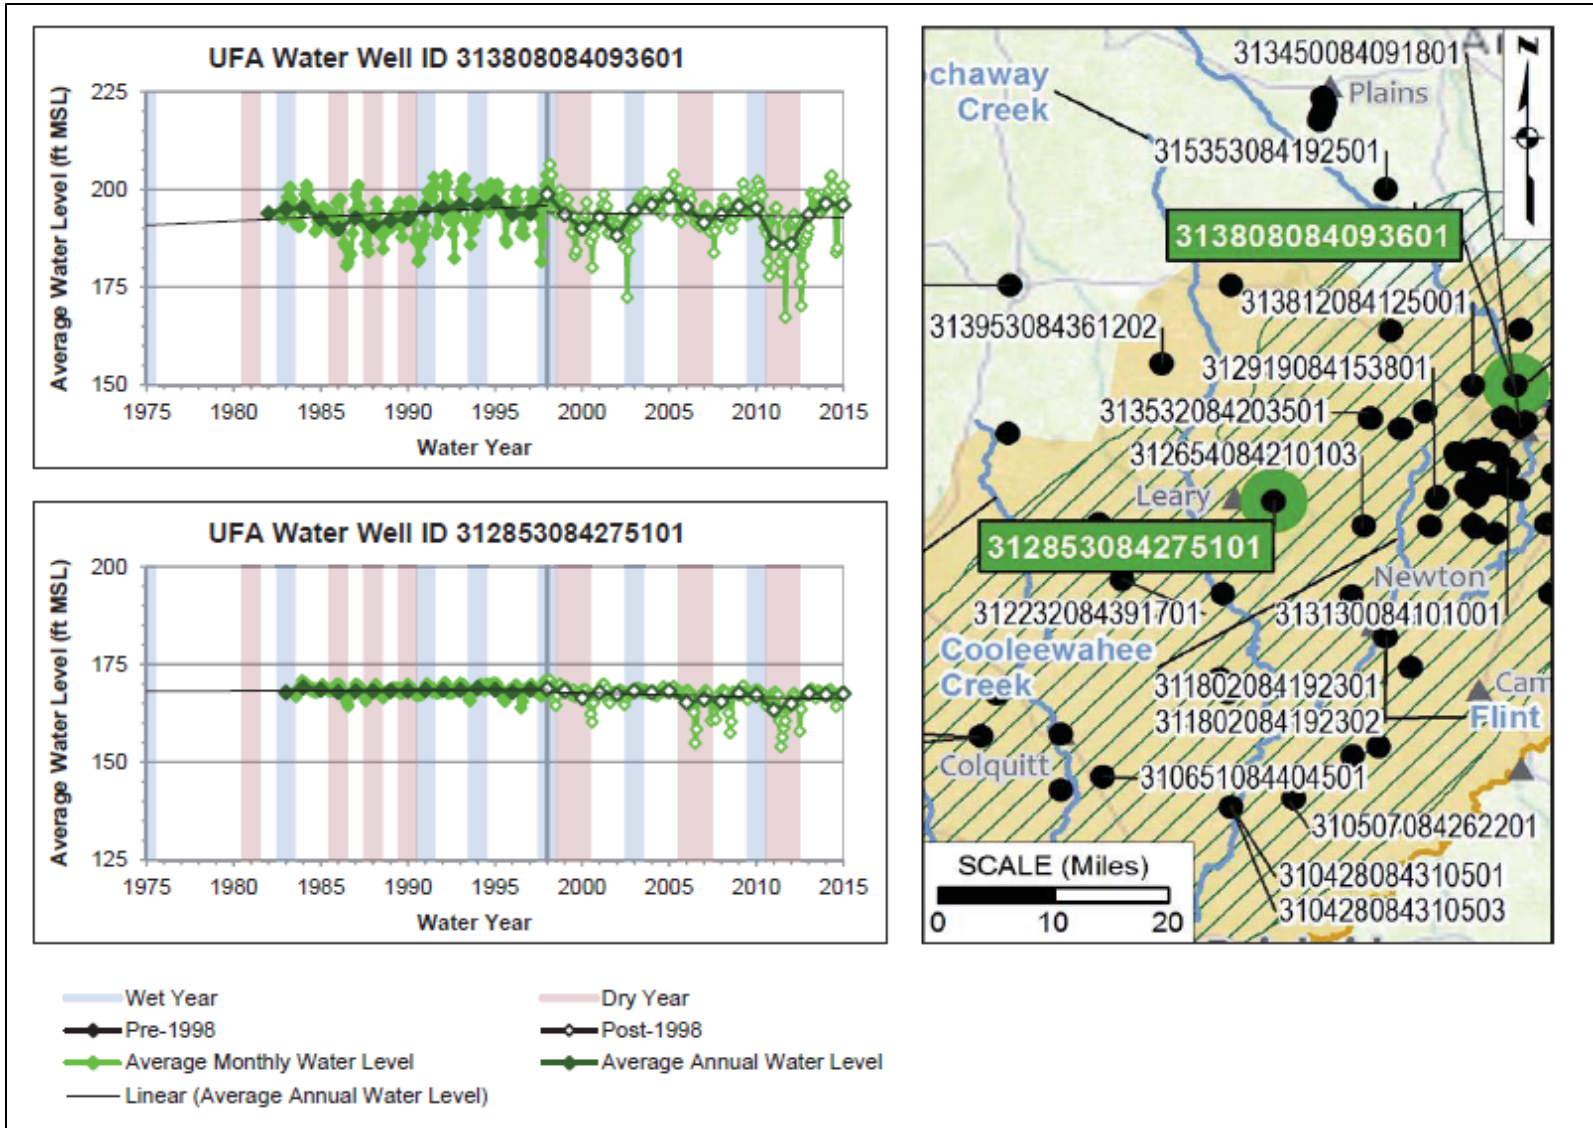 UFA Water Well ID 313808084093601
Average Water Level (ft MSL)
225
200
175
150
1975 1980 1985 1990 1995 2000 2005 2010 2015
Water Year
UFA Water Well ID 312853084275101
Average Water Level (ft MSL)
200
175
150
125
1975 1980 1985 1990 1995 2000 2005 2010 2015
Water Year
Wet Year
Dry Year
Pre-1998
Post-1998
Average Monthly Water Level
Average Annual Water Level
Linear (Average Annual Water Level)
313450084091801
N
ochaway
Creek
Plains
315353084192501
313808084093601
313812084125001
313953084361202
312919084153801
313532084203501
312654084210103
Leary
312853084275101
Newton
312232084391701
313130084101001
Cooleewahee
Creek
311802084192301
Cam
311802084192302
Flint
Colquitt
310651084404501
310507084262201
SCALE (Miles)
310428084310501
0 10 20
310428084310503